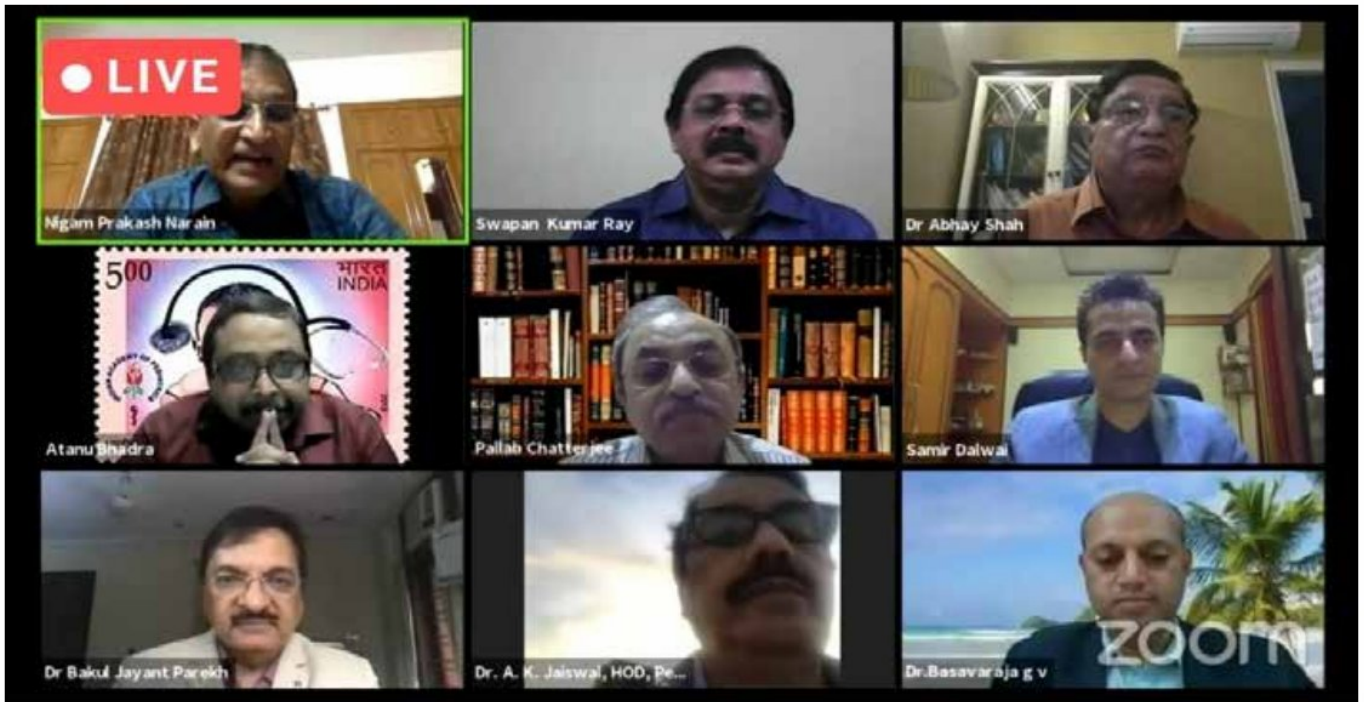 LIVE
Nigam Prakash Narain
Swapan Kumar Ray
Dr Abhay Shah
5.00
भारत
INDIA
Atanu Bhadra
Pallab Chatterjee
Samir Dalwai
Dr Bakul Jayant Parekh
Dr. A. K. Jaiswal, HOD, Pe...
Dr.Basavaraja g v
zoom